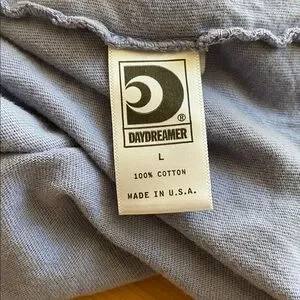 ®
DAYDREAMER
L
100% COTTON
MADE IN U.S.A.